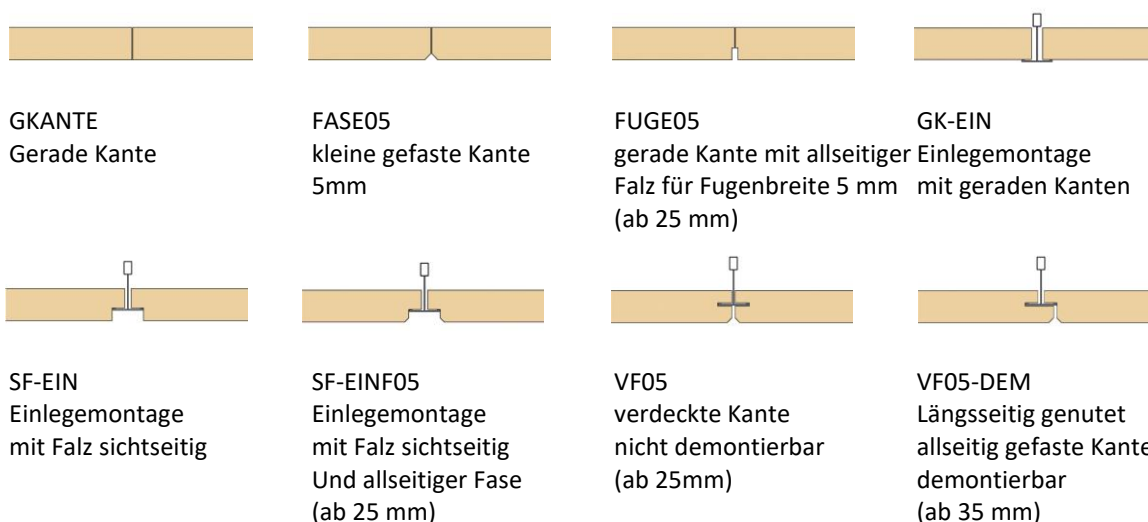 GKANTE
Gerade Kante
FASE05
kleine gefaste Kante
5mm
FUGE05
gerade Kante mit allseitiger
Falz für Fugenbreite 5 mm
(ab 25 mm)
GK-EIN
Einlegemontage
mit geraden Kanten
SF-EIN
Einlegemontage
mit Falz sichtseitig
SF-EINF05
Einlegemontage
mit Falz sichtseitig
Und allseitiger Fase
(ab 25 mm)
VF05
verdeckte Kante
nicht demontierbar
(ab 25mm)
VF05-DEM
Längsseitig genutet
allseitig gefaste Kante
demontierbar
(ab 35 mm)